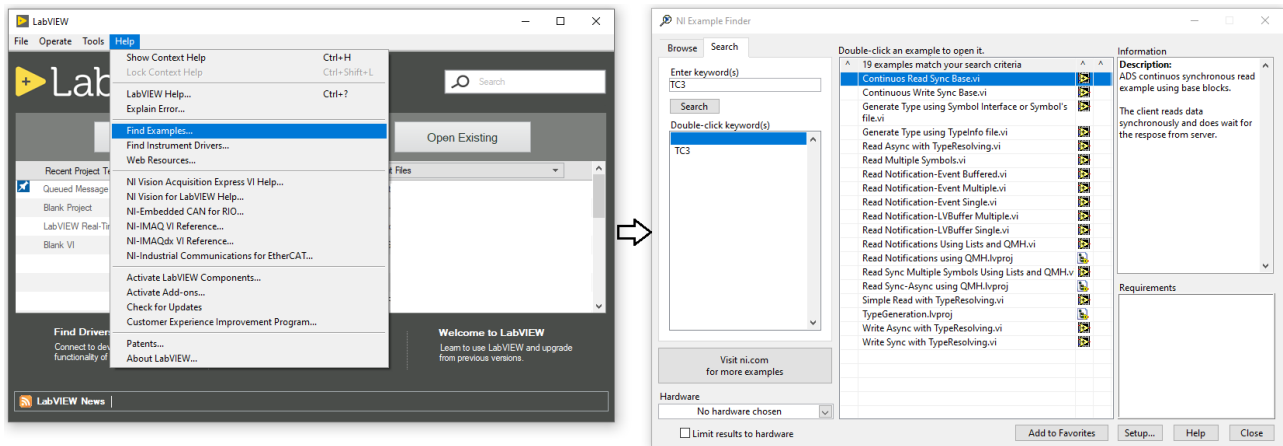 LabVIEW
File Operate Tools Help
Lab
Search
Open Existing
Recent Project Te
t Files
Queued Message
Blank Project
LabVIEW Real-Tir
Blank VI
Find Driver
Connect to dev
functionality of
Welcome to LabVIEW
Learn to use LabVIEW and upgrade
from previous versions.
LabVIEW News
Show Context Help Ctrl+H
Lock Context Help Ctrl+Shift+L
LabVIEW Help... Ctrl+?
Explain Error...
Find Examples...
Find Instrument Drivers...
Web Resources...
NI Vision Acquisition Express VI Help...
NI Vision for LabVIEW Help...
NI-Embedded CAN for RIO...
NI-IMAQ VI Reference...
NI-IMAQdx VI Reference...
NI-Industrial Communications for EtherCAT...
Activate LabVIEW Components...
Activate Add-ons...
Check for Updates
Customer Experience Improvement Program...
Patents...
About LabVIEW...
NI Example Finder
Browse Search
Enter keyword(s)
TC3
Search
Double-click keyword(s)
TC3
Visit ni.com
for more examples
Hardware
No hardware chosen
Limit results to hardware
Double-click an example to open it.
19 examples match your search criteria
Continuos Read Sync Base.vi
Continuous Write Sync Base.vi
Generate Type using Symbol Interface or Symbol's
file.vi
Generate Type using TypeInfo file.vi
Read Async with TypeResolving.vi
Read Multiple Symbols.vi
Read Notification-Event Buffered.vi
Read Notification-Event Multiple.vi
Read Notification-Event Single.vi
Read Notification-LVBuffer Multiple.vi
Read Notification-LVBuffer Single.vi
Read Notifications Using Lists and QMH.vi
Read Notifications using QMH.lvproj
Read Sync Multiple Symbols Using Lists and QMH.v
Read Sync-Async using QMH.lvproj
Simple Read with TypeResolving.vi
TypeGeneration.lvproj
Write Async with TypeResolving.vi
Write Sync with TypeResolving.vi
Information
Description:
ADS continuos synchronous read
example using base blocks.
The client reads data
synchronously and does wait for
the respose from server.
Requirements
Add to Favorites Setup... Help Close